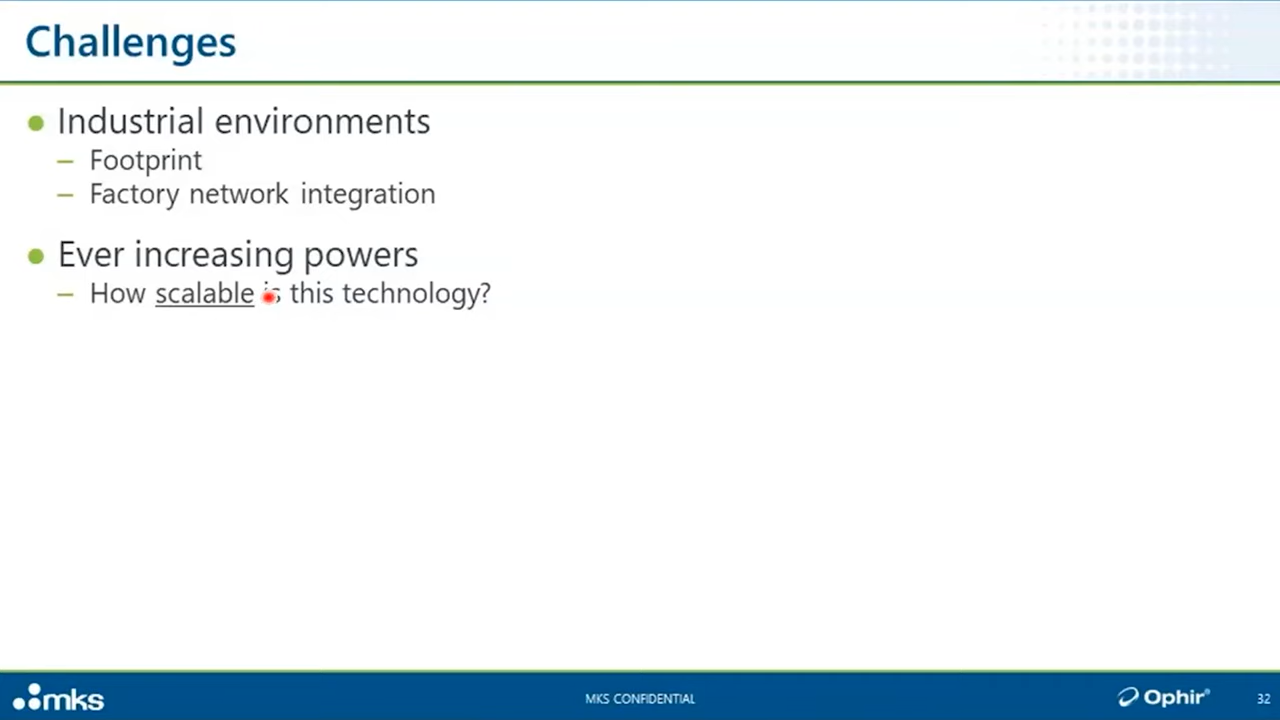 Challenges
Industrial environments
– Footprint
– Factory network integration
Ever increasing powers
– How scalable is this technology?
mks
MKS CONFIDENTIAL
Ophir®
32